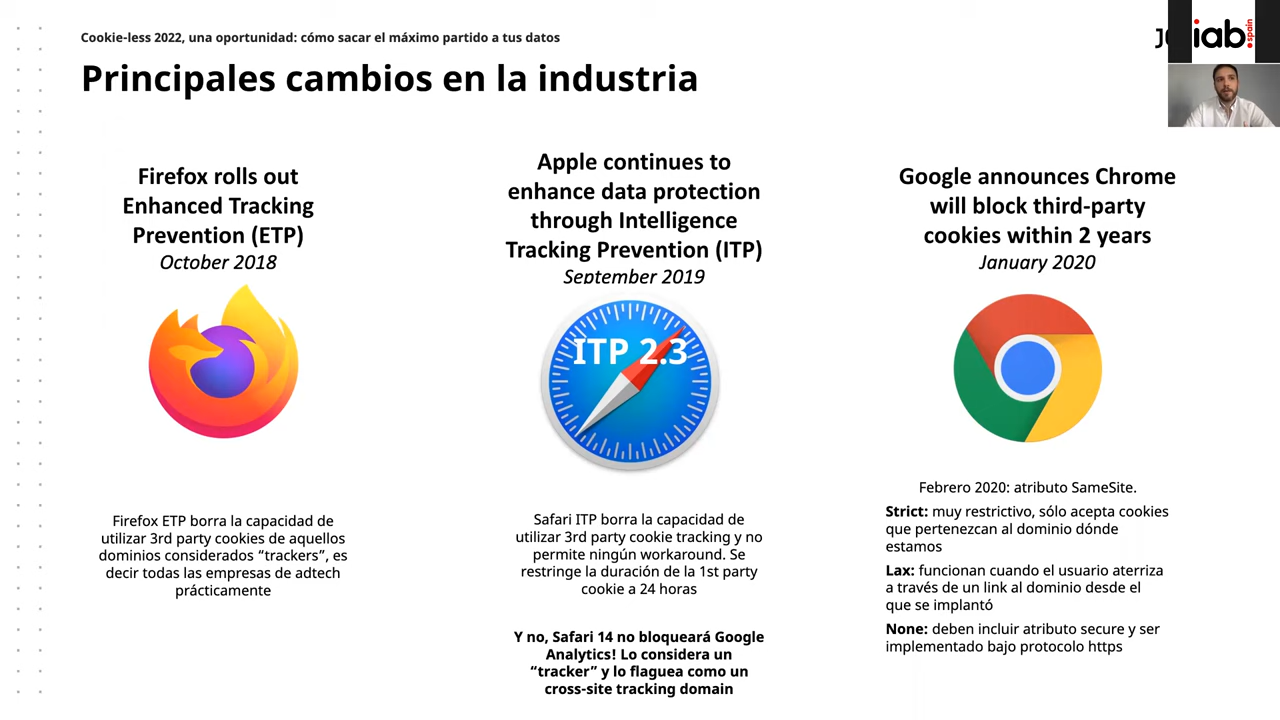 Cookie-less 2022, una oportunidad: cómo sacar el máximo partido a tus datos
iab.spain
Principales cambios en la industria
Firefox rolls out
Enhanced Tracking
Prevention (ETP)
October 2018
Firefox ETP borra la capacidad de
utilizar 3rd party cookies de aquellos
dominios considerados “trackers”, es
decir todas las empresas de adtech
prácticamente
Apple continues to
enhance data protection
through Intelligence
Tracking Prevention (ITP)
September 2019
ITP 2.3
Safari ITP borra la capacidad de
utilizar 3rd party cookie tracking y no
permite ningún workaround. Se
restringe la duración de la 1st party
cookie a 24 horas
Y no, Safari 14 no bloqueará Google
Analytics! Lo considera un
“tracker” y lo flaguea como un
cross-site tracking domain
Google announces Chrome
will block third-party
cookies within 2 years
January 2020
Febrero 2020: atributo SameSite.
Strict: muy restrictivo, sólo acepta cookies
que pertenezcan al dominio dónde
estamos
Lax: funcionan cuando el usuario aterriza
a través de un link al dominio desde el
que se implantó
None: deben incluir atributo secure y ser
implementado bajo protocolo https